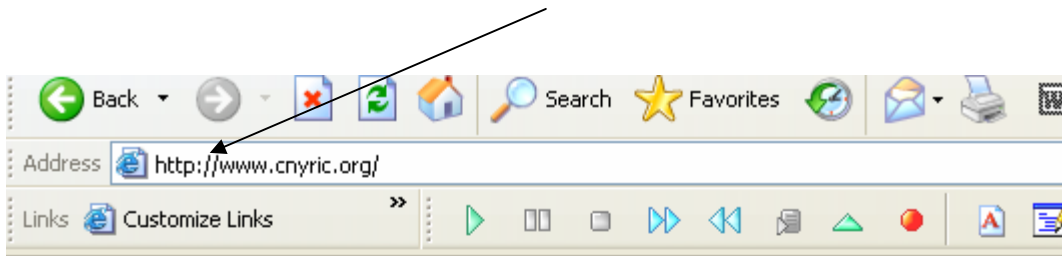 Back Search Favorites W
Address http://www.cnyric.org/
Links Customize Links » A